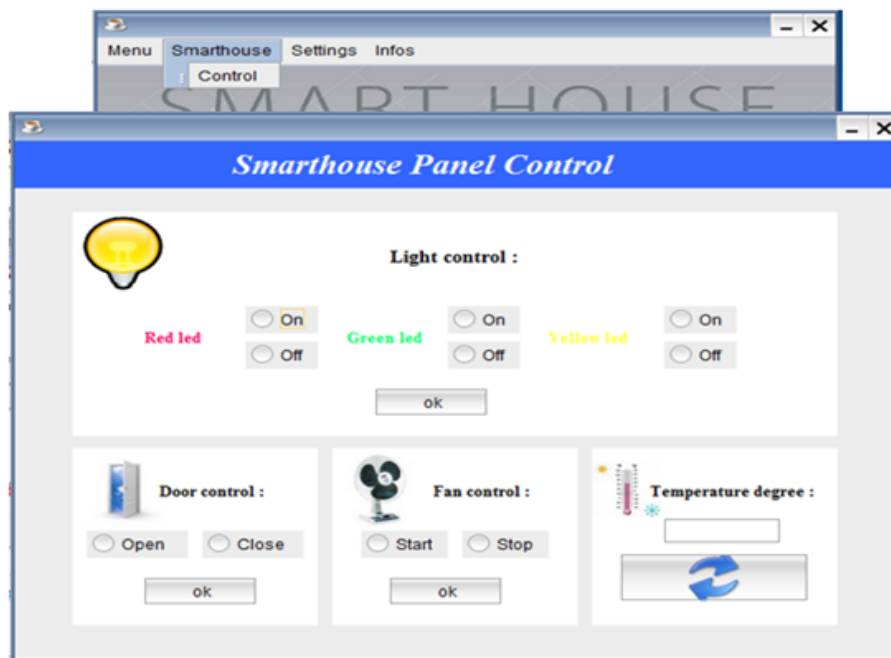 Menu Smarthouse Settings Infos
Control
SMART HOUSE
Smarthouse Panel Control
Light control :
Red led On Off Green led On Off Yellow led On Off
ok
Door control :
Open Close
ok
Fan control :
Start Stop
ok
Temperature degree :